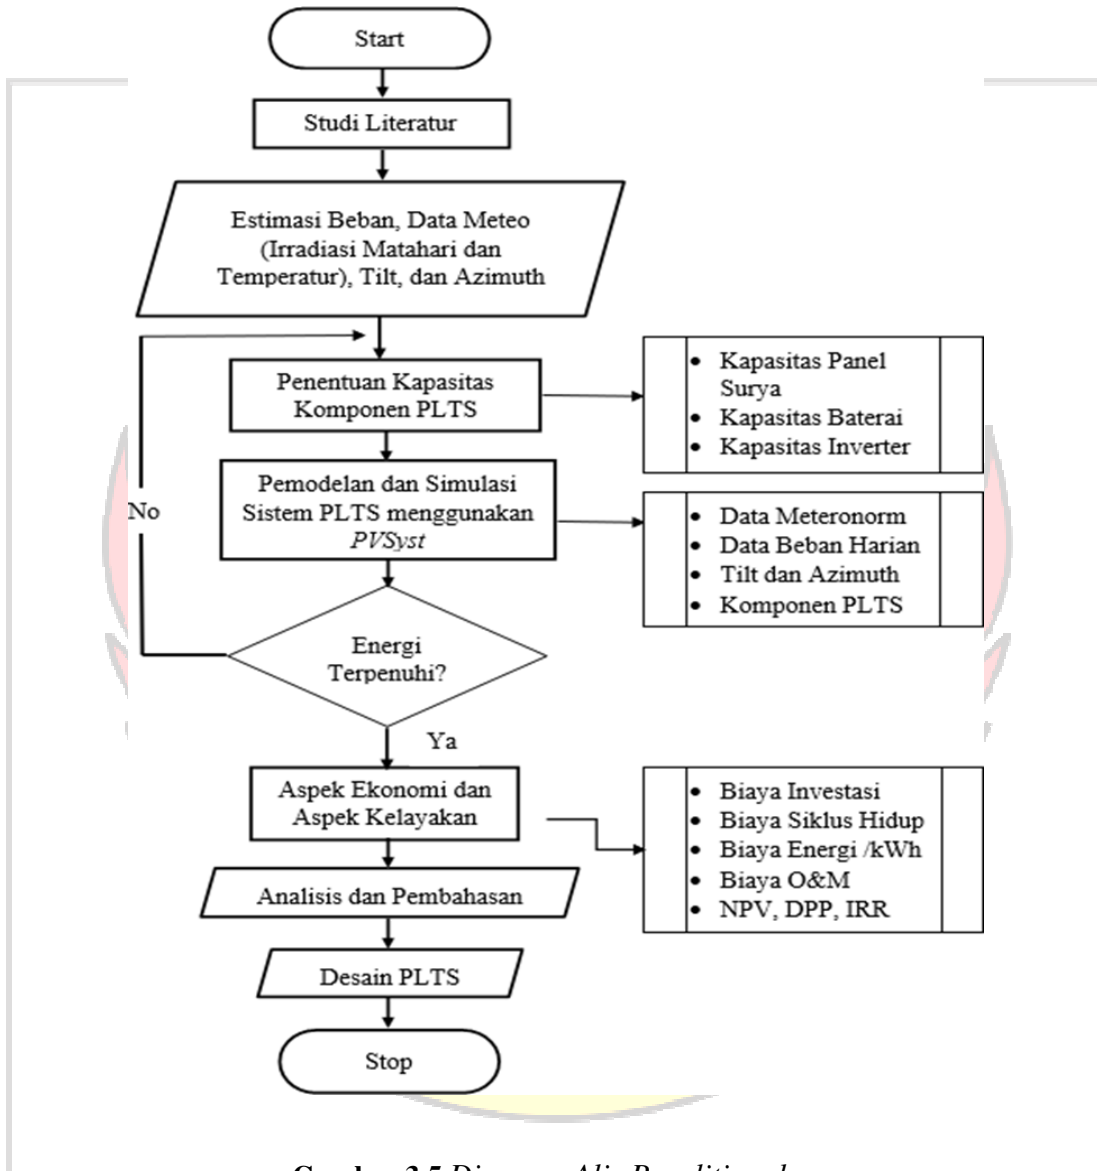 Start
Studi Literatur
Estimasi Beban, Data Meteo
(Irradiasi Matahari dan
Temperatur), Tilt, dan Azimuth
Penentuan Kapasitas
Komponen PLTS
• Kapasitas Panel
Surya
• Kapasitas Baterai
• Kapasitas Inverter
Pemodelan dan Simulasi
Sistem PLTS menggunakan
PVSyst
• Data Meteronorm
• Data Beban Harian
• Tilt dan Azimuth
• Komponen PLTS
No
Energi
Terpenuhi?
Ya
Aspek Ekonomi dan
Aspek Kelayakan
• Biaya Investasi
• Biaya Siklus Hidup
• Biaya Energi /kWh
• Biaya O&M
• NPV, DPP, IRR
Analisis dan Pembahasan
Desain PLTS
Stop